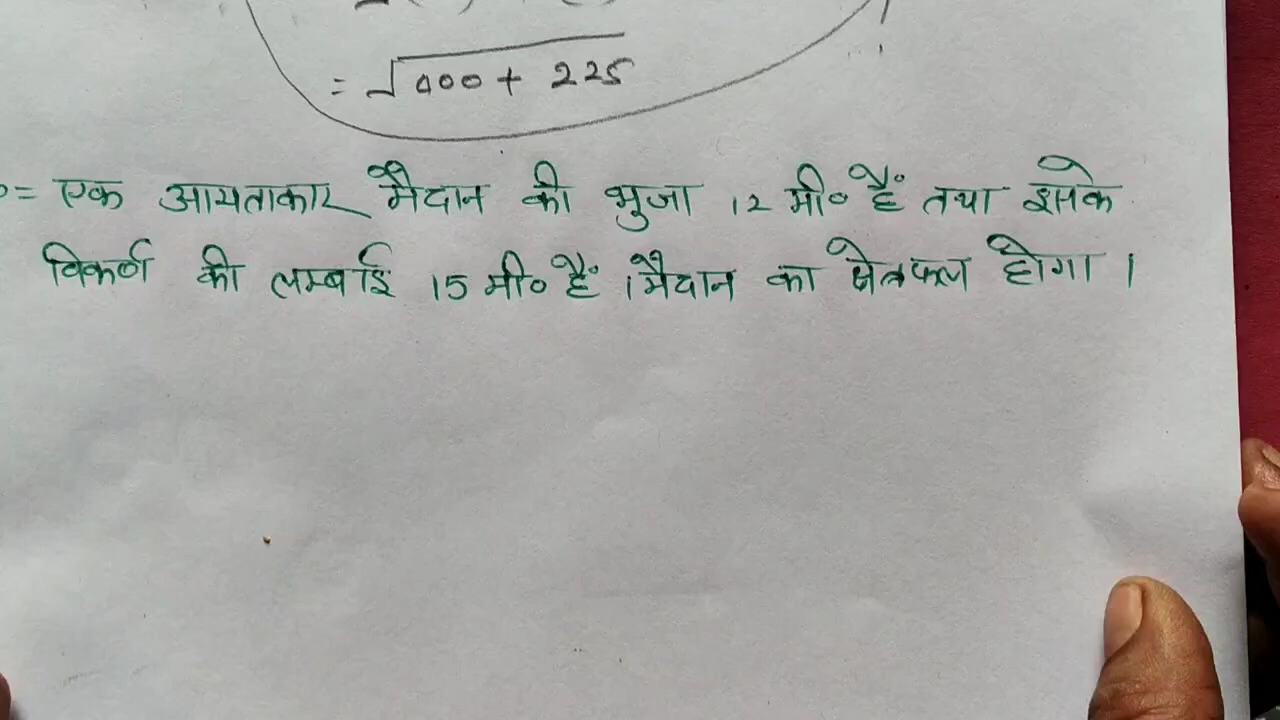 = √400 + 225
= एक आयताकार मैदान की भुजा 12 मी० हैं तथा इसके
विकर्ण की लम्बाई 15 मी० हैं । मैदान का क्षेत्रफल होगा ।